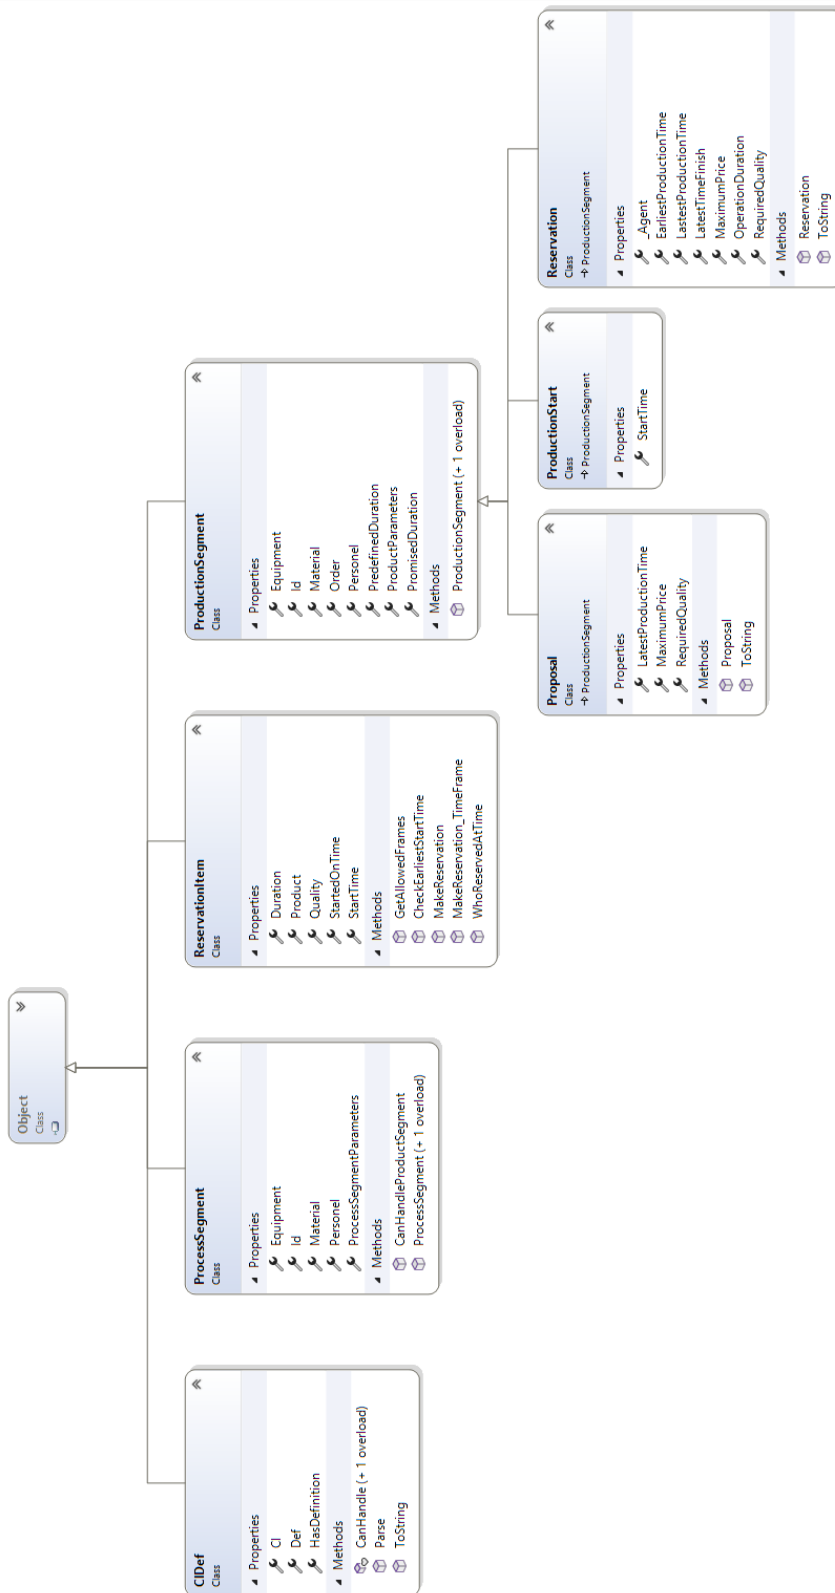 Object
Class
CIDef
Class
Properties
CI
Def
HasDefinition
Methods
CanHandle (+ 1 overload)
Parse
ToString
ProcessSegment
Class
Properties
Equipment
Id
Material
Personel
ProcessSegmentParameters
Methods
CanHandleProductSegment
ProcessSegment (+ 1 overload)
ReservationItem
Class
Properties
Duration
Product
Quality
StartedOnTime
StartTime
Methods
GetAllowedFrames
CheckEarliestStartTime
MakeReservation
MakeReservation_TimeFrame
WhoReservedAtTime
ProductionSegment
Class
Properties
Equipment
Id
Material
Order
Personel
PredefinedDuration
ProductParameters
PromisedDuration
Methods
ProductionSegment (+ 1 overload)
Proposal
Class
ProductionSegment
Properties
LatestProductionTime
MaximumPrice
RequiredQuality
Methods
Proposal
ToString
ProductionStart
Class
ProductionSegment
Properties
StartTime
Reservation
Class
ProductionSegment
Properties
_Agent
EarliestProductionTime
LastestProductionTime
LatestTimeFinish
MaximumPrice
OperationDuration
RequiredQuality
Methods
Reservation
ToString